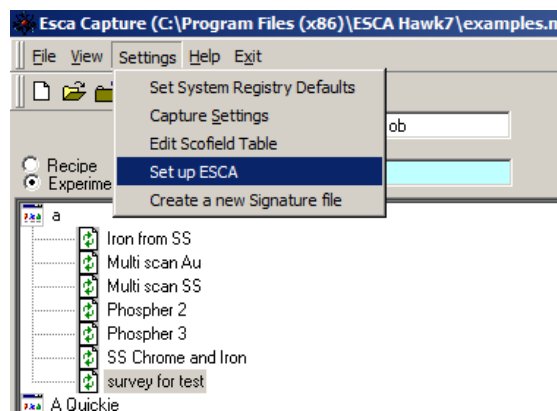 Esca Capture (C:\Program Files (x86)\ESCA Hawk7\examples.m
File View Settings Help Exit
Set System Registry Defaults
Capture Settings
ob
Edit Scofield Table
Recipe
Set up ESCA
Experime
Create a new Signature file
a
Iron from SS
Multi scan Au
Multi scan SS
Phospher 2
Phospher 3
SS Chrome and Iron
survey for test
A Quickie